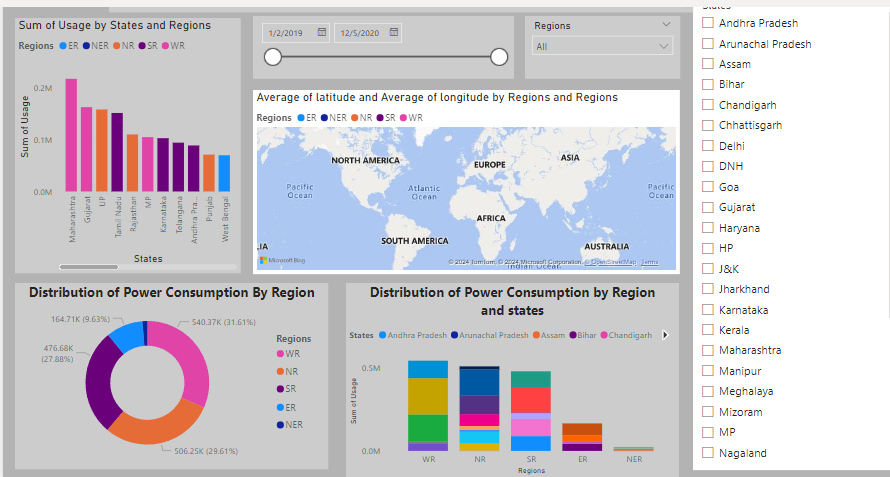 Sum of Usage by States and Regions
Regions ER NER NR SR WR
Sum of Usage
0.2M
0.1M
0.0M
Maharashtra
Gujarat
UP
Tamil Nadu
Rajasthan
MP
Karnataka
Telangana
Andhra Pra...
Punjab
West Bengal
States
1/2/2019 12/5/2020
Regions
All
Average of latitude and Average of longitude by Regions and Regions
Regions ER NER NR SR WR
NORTH AMERICA
EUROPE
ASIA
Pacific
Ocean
Atlantic
Ocean
Pacific
Ocean
AFRICA
SOUTH AMERICA
AUSTRALIA
LIA
Indian Ocean
Microsoft Bing
© 2024 TomTom, © 2024 Microsoft Corporation, © OpenStreetMap Terms
Distribution of Power Consumption By Region
164.71K (9.63%)
540.37K (31.61%)
476.68K
(27.88%)
506.25K (29.61%)
Regions
WR
NR
SR
ER
NER
Distribution of Power Consumption by Region
and states
States Andhra Pradesh Arunachal Pradesh Assam Bihar Chandigarh
Sum of Usage
0.5M
0.0M
WR NR SR ER NER
Regions
States
Andhra Pradesh
Arunachal Pradesh
Assam
Bihar
Chandigarh
Chhattisgarh
Delhi
DNH
Goa
Gujarat
Haryana
HP
J&K
Jharkhand
Karnataka
Kerala
Maharashtra
Manipur
Meghalaya
Mizoram
MP
Nagaland